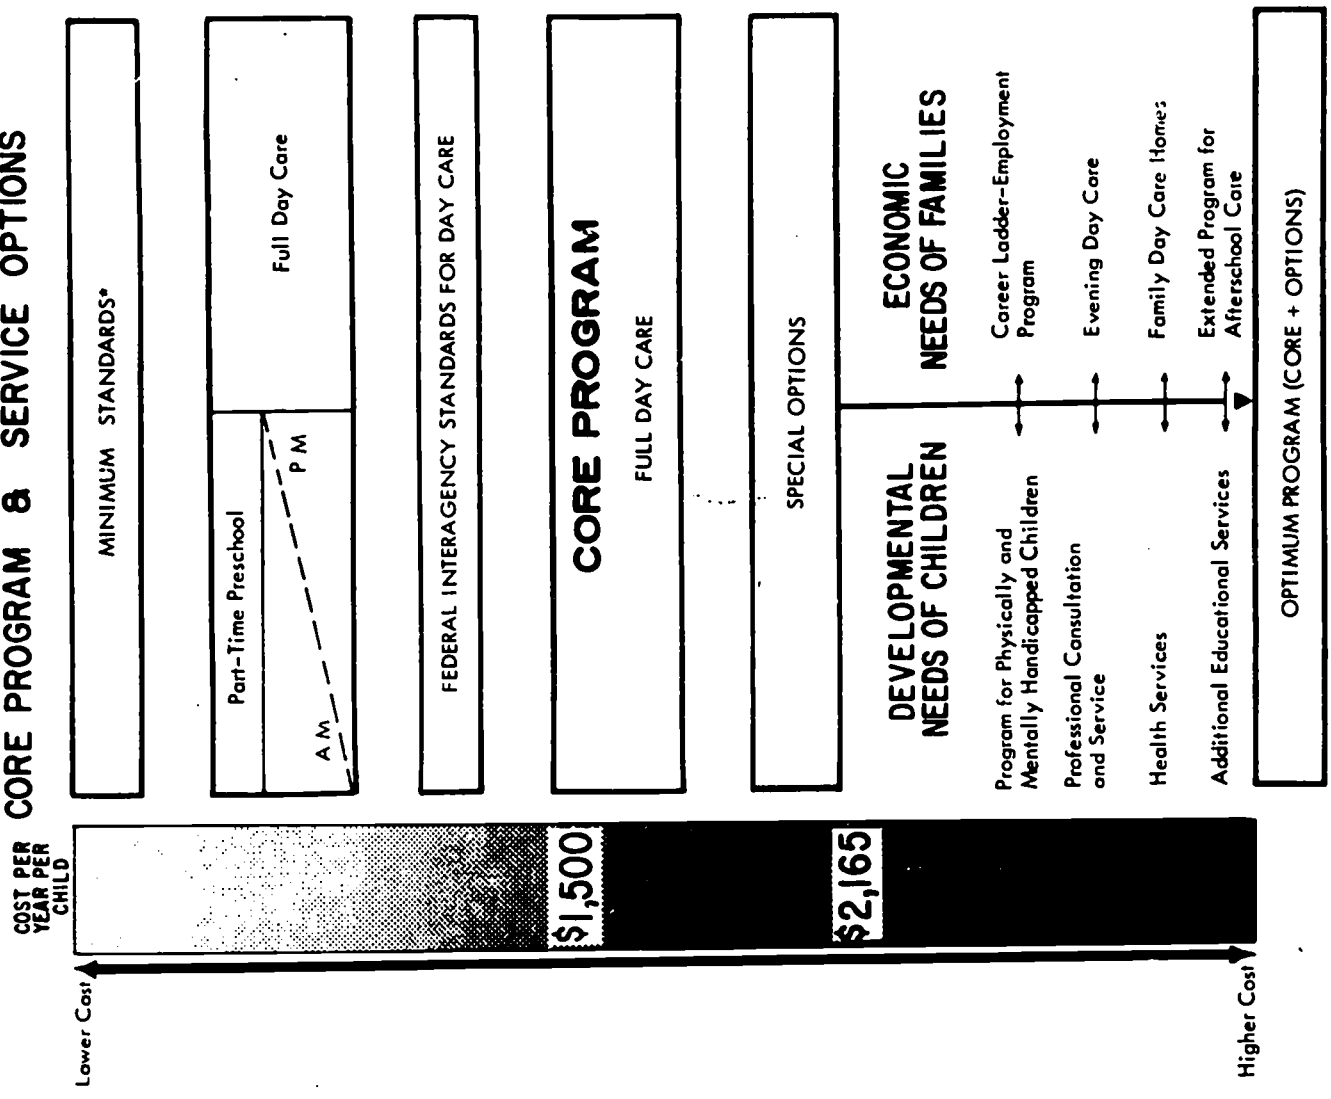 CORE PROGRAM & SERVICE OPTIONS
COST PER
YEAR PER
CHILD
Lower Cost
MINIMUM STANDARDS*
Part-Time Preschool
AM
PM
Full Day Care
FEDERAL INTERAGENCY STANDARDS FOR DAY CARE
$1,500
CORE PROGRAM
FULL DAY CARE
SPECIAL OPTIONS
$2,165
DEVELOPMENTAL
NEEDS OF CHILDREN
ECONOMIC
NEEDS OF FAMILIES
Program for Physically and
Mentally Handicapped Children
Career Ladder-Employment
Program
Professional Consultation
and Service
Evening Day Care
Health Services
Family Day Care Homes
Additional Educational Services
Extended Program for
Afterschool Care
Higher Cost
OPTIMUM PROGRAM (CORE + OPTIONS)